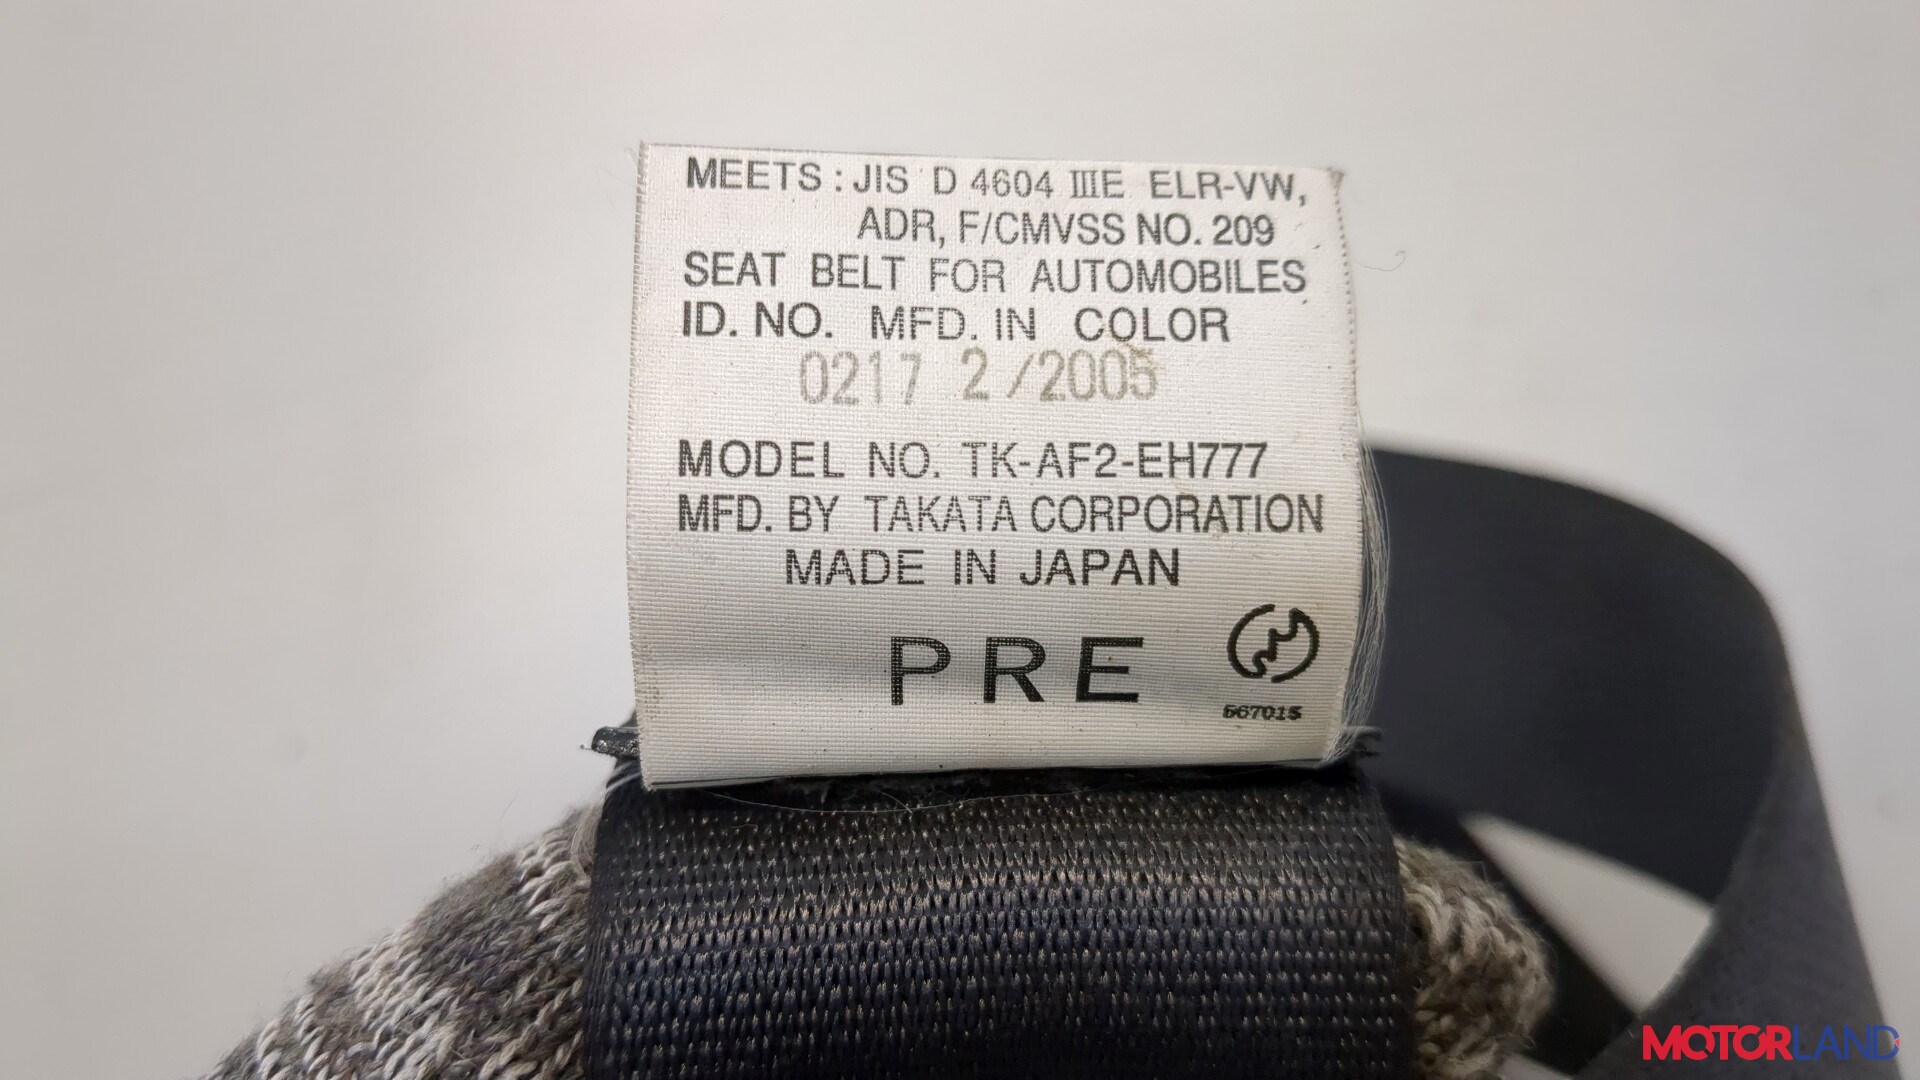 MEETS : JIS D 4604 IIIE ELR-VW,
ADR, F/CMVSS NO. 209
SEAT BELT FOR AUTOMOBILES
ID. NO. MFD. IN COLOR
0217 2/2005
MODEL NO. TK-AF2-EH777
MFD. BY TAKATA CORPORATION
MADE IN JAPAN
PRE
567015
MOTORLAND